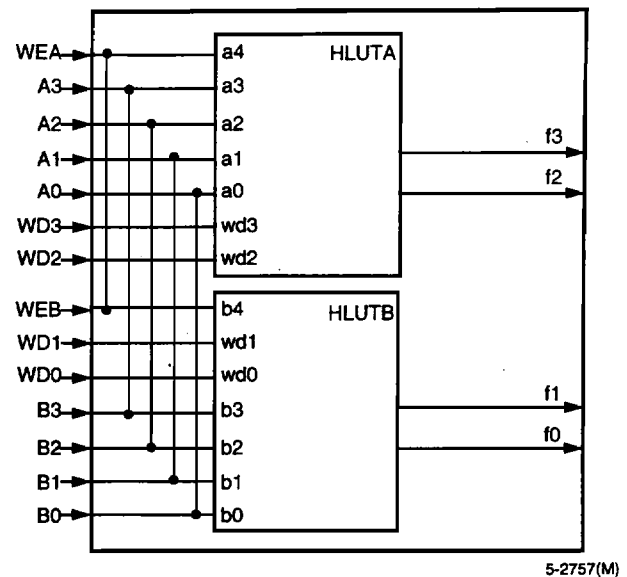 WEA a4 HLUTA
A3 a3
A2 a2
A1 a1 f3
A0 a0 f2
WD3 wd3
WD2 wd2
WEB b4 HLUTB
WD1 wd1
WD0 wd0
B3 b3 f1
B2 b2 f0
B1 b1
B0 b0
5-2757(M)